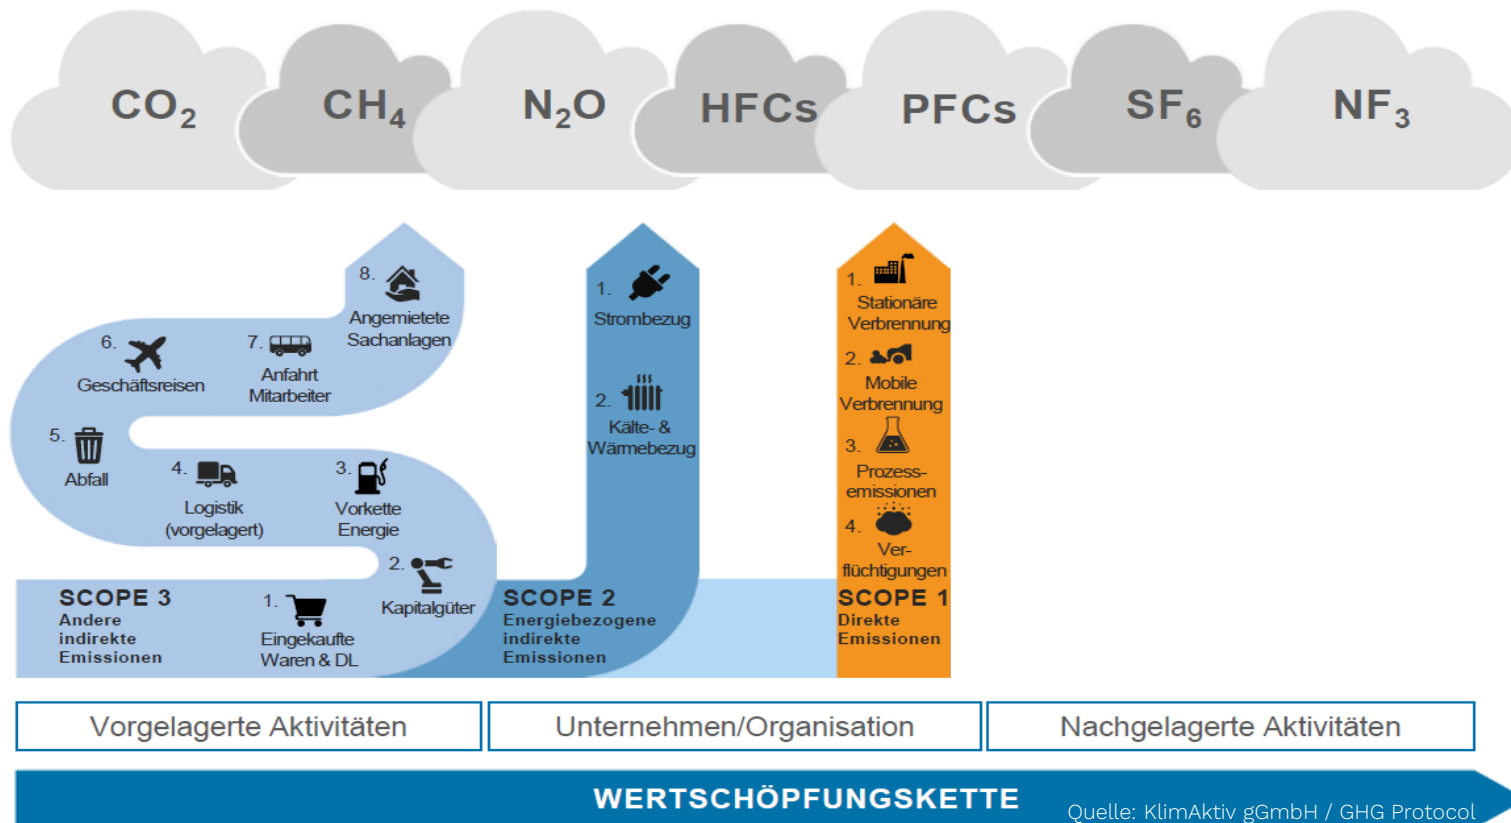 CO₂
CH₄
N₂O
HFCs
PFCs
SF₆
NF₃
8.
Angemietete
Sachanlagen
6.
Geschäftsreisen
7.
Anfahrt
Mitarbeiter
5.
Abfall
4.
Logistik
(vorgelagert)
3.
Vorkette
Energie
2.
Kapitalgüter
1.
Eingekaufte
Waren & DL
SCOPE 3
Andere
indirekte
Emissionen
1.
Strombezug
2.
Kälte- &
Wärmebezug
SCOPE 2
Energiebezogene
indirekte
Emissionen
1.
Stationäre
Verbrennung
2.
Mobile
Verbrennung
3.
Prozess-
emissionen
4.
Ver-
flüchtigungen
SCOPE 1
Direkte
Emissionen
Vorgelagerte Aktivitäten
Unternehmen/Organisation
Nachgelagerte Aktivitäten
WERTSCHÖPFUNGSKETTE
Quelle: KlimAktiv gGmbH / GHG Protocol